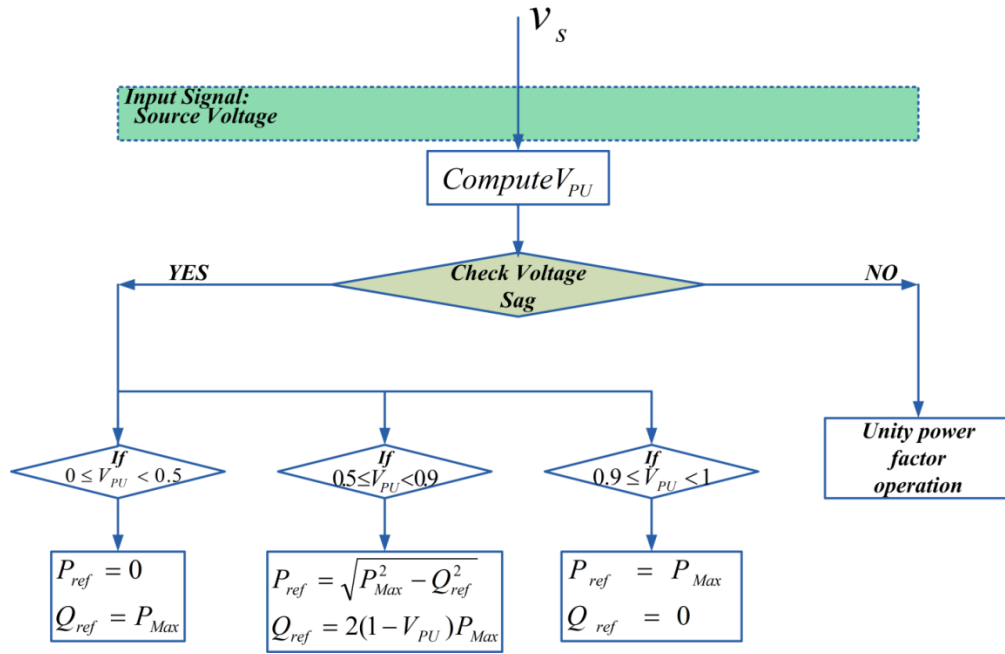 v_s
Input Signal:
Source Voltage
ComputeV_PU
Check Voltage
Sag
YES
NO
If
0 ≤ V_PU < 0.5
If
0.5≤V_PU<0.9
If
0.9 ≤ V_PU < 1
Unity power
factor
operation
P_ref = 0
Q_ref = P_Max
P_ref = √(P_Max^2 − Q_ref^2)
Q_ref = 2(1 − V_PU)P_Max
P_ref = P_Max
Q_ref = 0